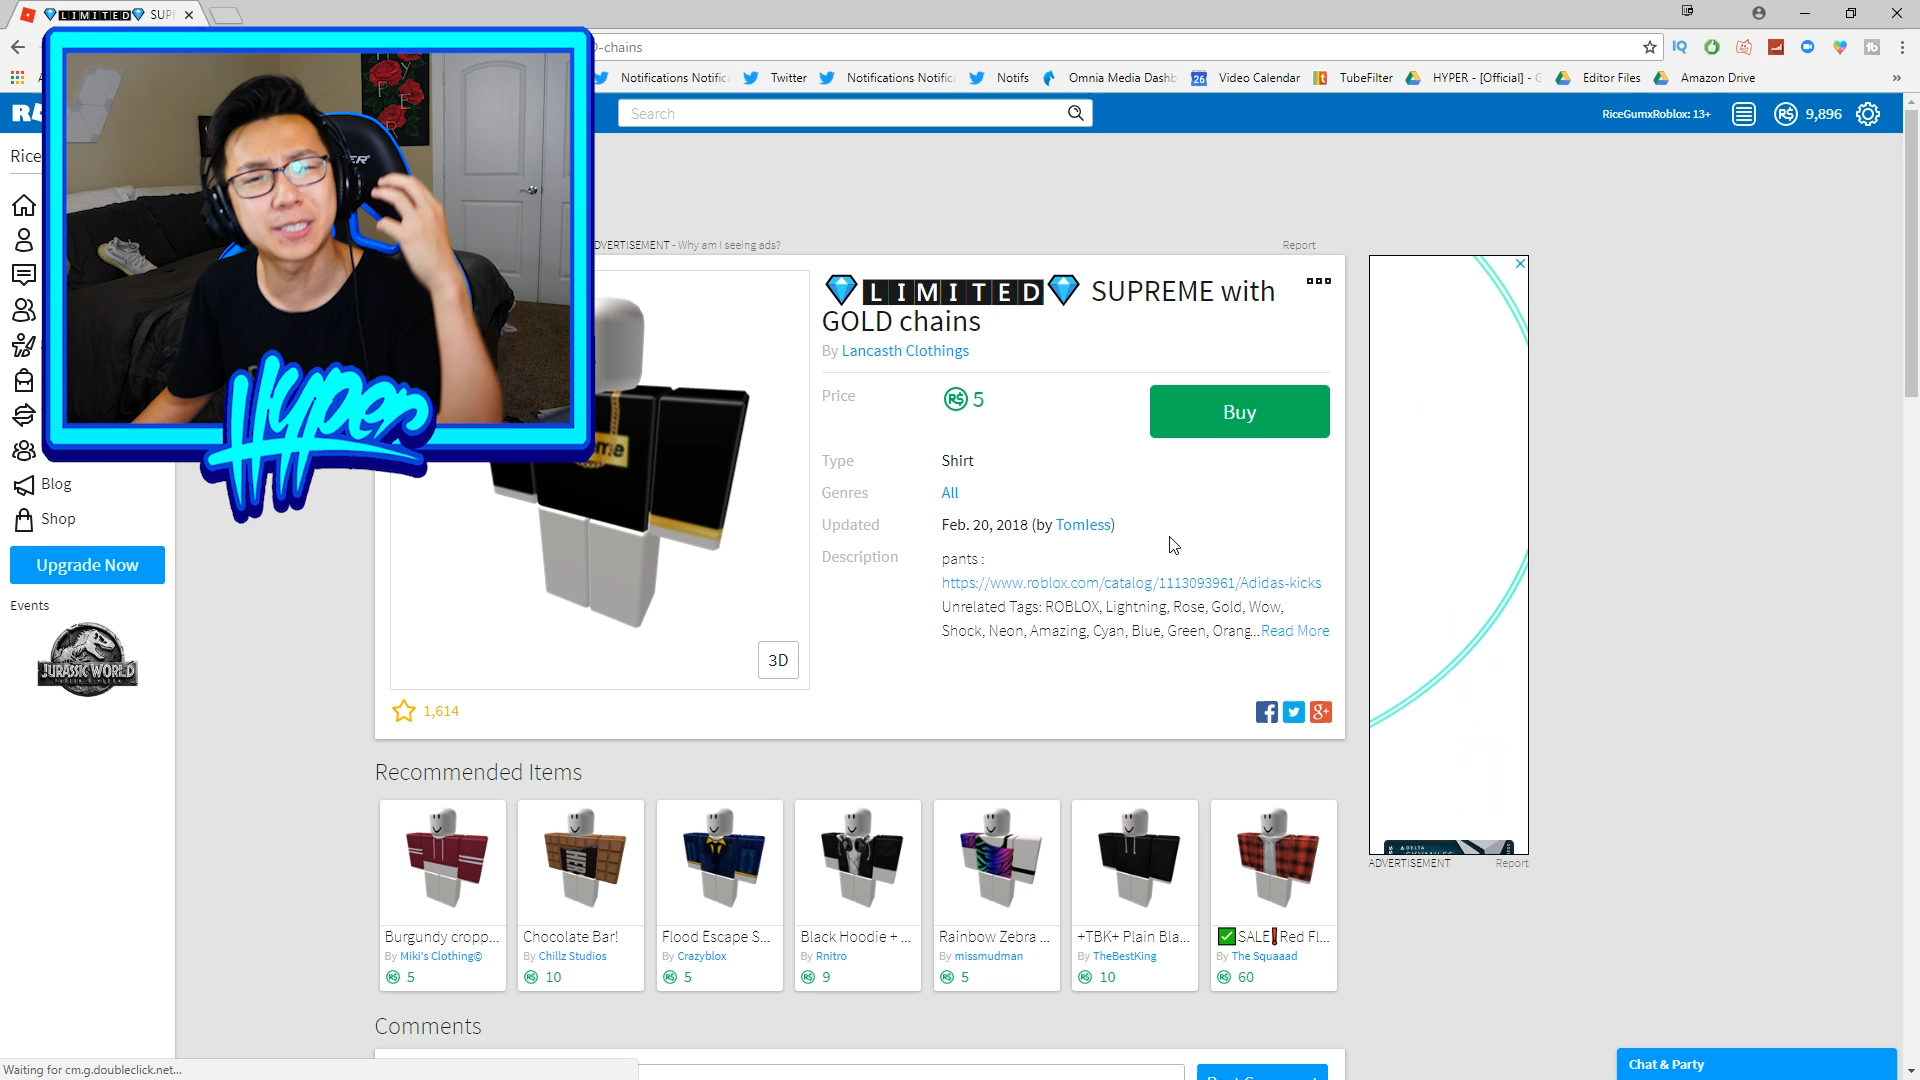 💎🅻🅸🅼🅸🆃🅴🅳💎 SUP
-chains
Notifications Notific
Twitter
Notifications Notific
Notifs
Omnia Media Dashb
26
Video Calendar
TubeFilter
HYPER - [Official] - G
Editor Files
Amazon Drive
Search
RiceGumxRoblox: 13+
R$ 9,896
Rice
ADVERTISEMENT - Why am I seeing ads?
Report
💎🅻🅸🅼🅸🆃🅴🅳💎 SUPREME with
GOLD chains
By Lancasth Clothings
Price
R$ 5
Buy
Type
Shirt
Genres
All
Updated
Feb. 20, 2018 (by Tomless)
Description
pants :
https://www.roblox.com/catalog/1113093961/Adidas-kicks
Unrelated Tags: ROBLOX, Lightning, Rose, Gold, Wow,
Shock, Neon, Amazing, Cyan, Blue, Green, Orang...Read More
Hyper
Blog
Shop
Upgrade Now
Events
JURASSIC WORLD
3D
1,614
Recommended Items
Burgundy cropp...
By Miki's Clothing©
R$ 5
Chocolate Bar!
By Chillz Studios
R$ 10
Flood Escape S...
By Crazyblox
R$ 5
Black Hoodie + ...
By Rnitro
R$ 9
Rainbow Zebra ...
By missmudman
R$ 5
+TBK+ Plain Bla...
By TheBestKing
R$ 10
✅SALE❗Red Fl...
By The Squaaad
R$ 60
DELTA
ADVERTISEMENT
Report
Comments
Waiting for cm.g.doubleclick.net...
Chat & Party